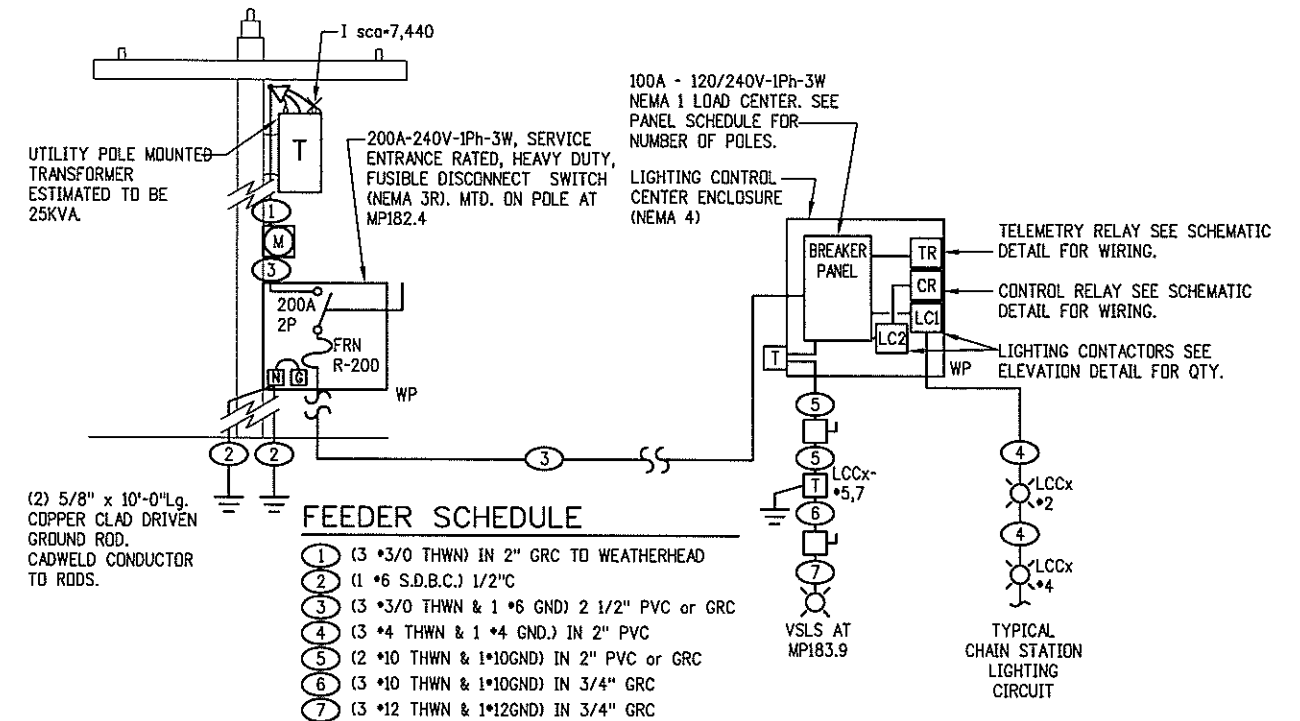 I sca=7,440
UTILITY POLE MOUNTED
TRANSFORMER
ESTIMATED TO BE
25KVA.
T
1
M
3
200A-240V-1Ph-3W, SERVICE
ENTRANCE RATED, HEAVY DUTY,
FUSIBLE DISCONNECT SWITCH
(NEMA 3R). MTD. ON POLE AT
MP182.4
200A
2P
FRN
R-200
N G
WP
2 2
(2) 5/8" x 10'-0"Lg.
COPPER CLAD DRIVEN
GROUND ROD.
CADWELD CONDUCTOR
TO RODS.
3
100A - 120/240V-1Ph-3W
NEMA 1 LOAD CENTER. SEE
PANEL SCHEDULE FOR
NUMBER OF POLES.
LIGHTING CONTROL
CENTER ENCLOSURE
(NEMA 4)
BREAKER
PANEL
TR
CR
LC1
LC2
T
WP
TELEMETRY RELAY SEE SCHEMATIC
DETAIL FOR WIRING.
CONTROL RELAY SEE SCHEMATIC
DETAIL FOR WIRING.
LIGHTING CONTACTORS SEE
ELEVATION DETAIL FOR QTY.
5
5
T
LCCx-
#5,7
6
7
VSLS AT
MP183.9
4
LCCx
#2
4
LCCx
#4
TYPICAL
CHAIN STATION
LIGHTING
CIRCUIT
FEEDER SCHEDULE
1 (3 #3/0 THWN) IN 2" GRC TO WEATHERHEAD
2 (1 #6 S.D.B.C.) 1/2"C
3 (3 #3/0 THWN & 1 #6 GND) 2 1/2" PVC or GRC
4 (3 #4 THWN & 1 #4 GND.) IN 2" PVC
5 (2 #10 THWN & 1#10GND) IN 2" PVC or GRC
6 (3 #10 THWN & 1#10GND) IN 3/4" GRC
7 (3 #12 THWN & 1#12GND) IN 3/4" GRC